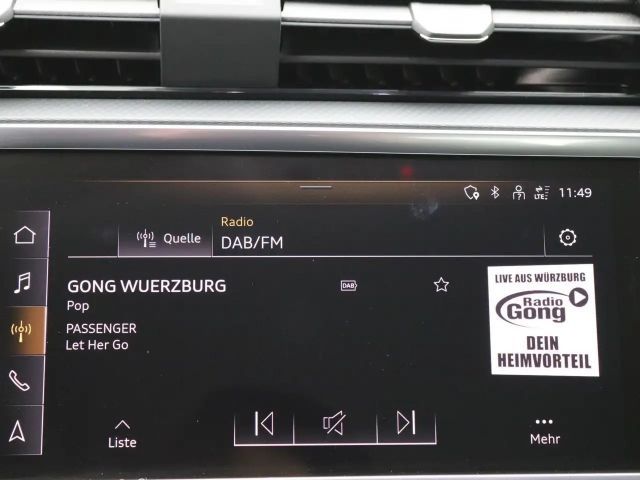 LTE 11:49
Quelle
Radio
DAB/FM
GONG WUERZBURG
DAB
Pop
PASSENGER
Let Her Go
LIVE AUS WÜRZBURG
Radio
Gong
DEIN
HEIMVORTEIL
Liste
Mehr